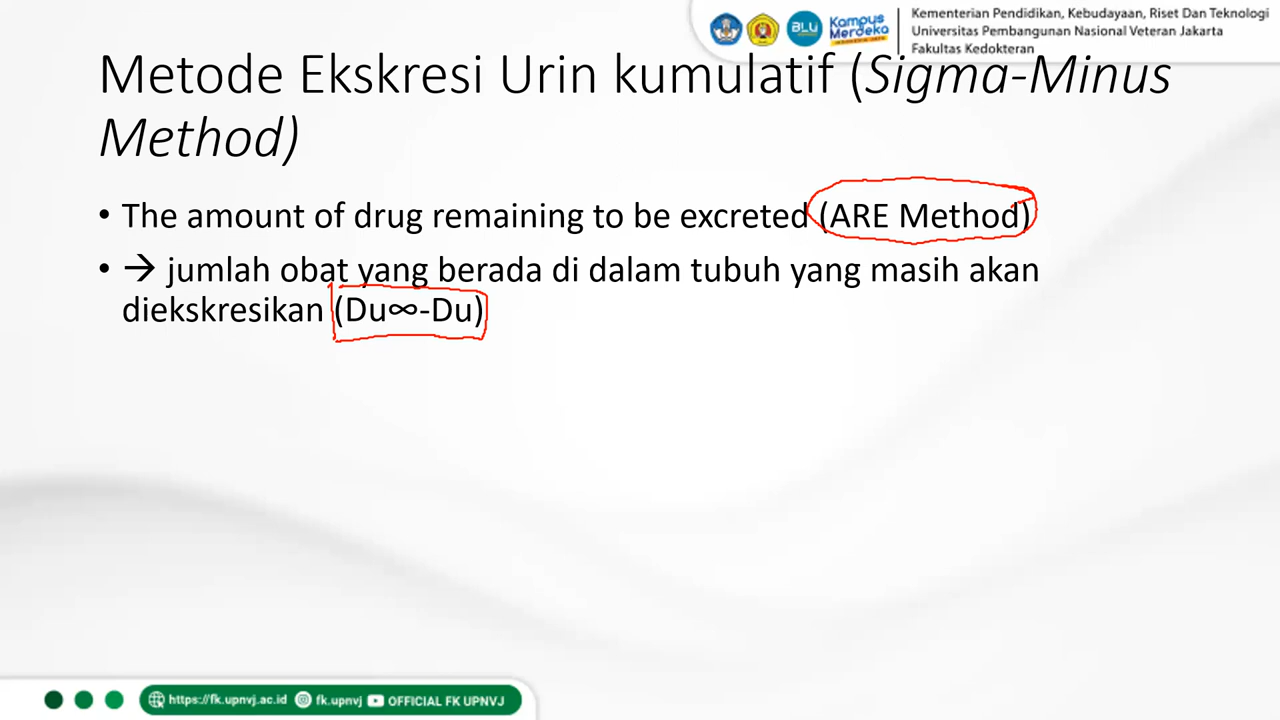 BLU
Kampus
Merdeka
Kementerian Pendidikan, Kebudayaan, Riset Dan Teknologi
Universitas Pembangunan Nasional Veteran Jakarta
Fakultas Kedokteran
Metode Ekskresi Urin kumulatif (Sigma-Minus
Method)
• The amount of drug remaining to be excreted (ARE Method)
• → jumlah obat yang berada di dalam tubuh yang masih akan
diekskresikan (Du∞-Du)
https://fk.upnvj.ac.id fk.upnvj OFFICIAL FK UPNVJ